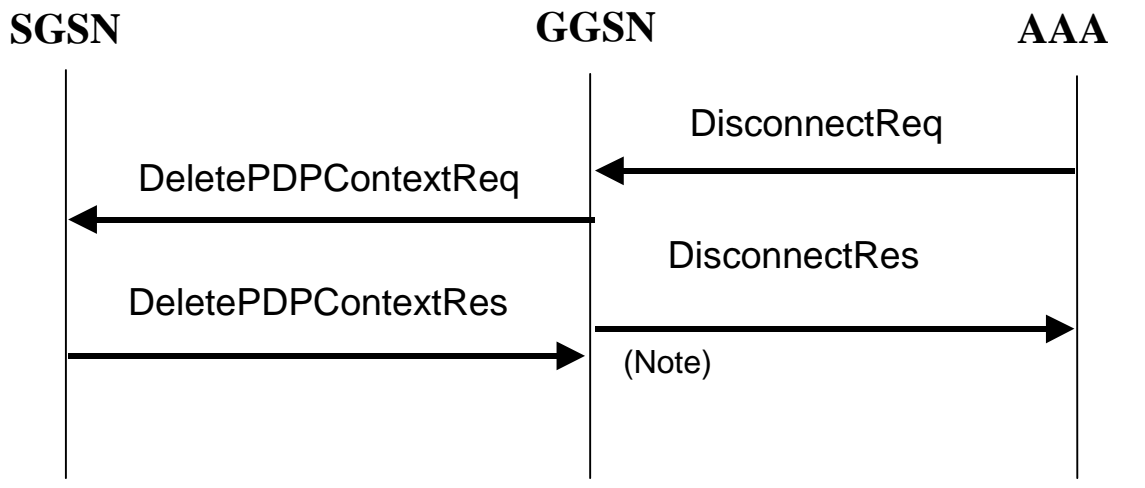 SGSN
GGSN
AAA
DisconnectReq
DeletePDPContextReq
DisconnectRes
DeletePDPContextRes
(Note)